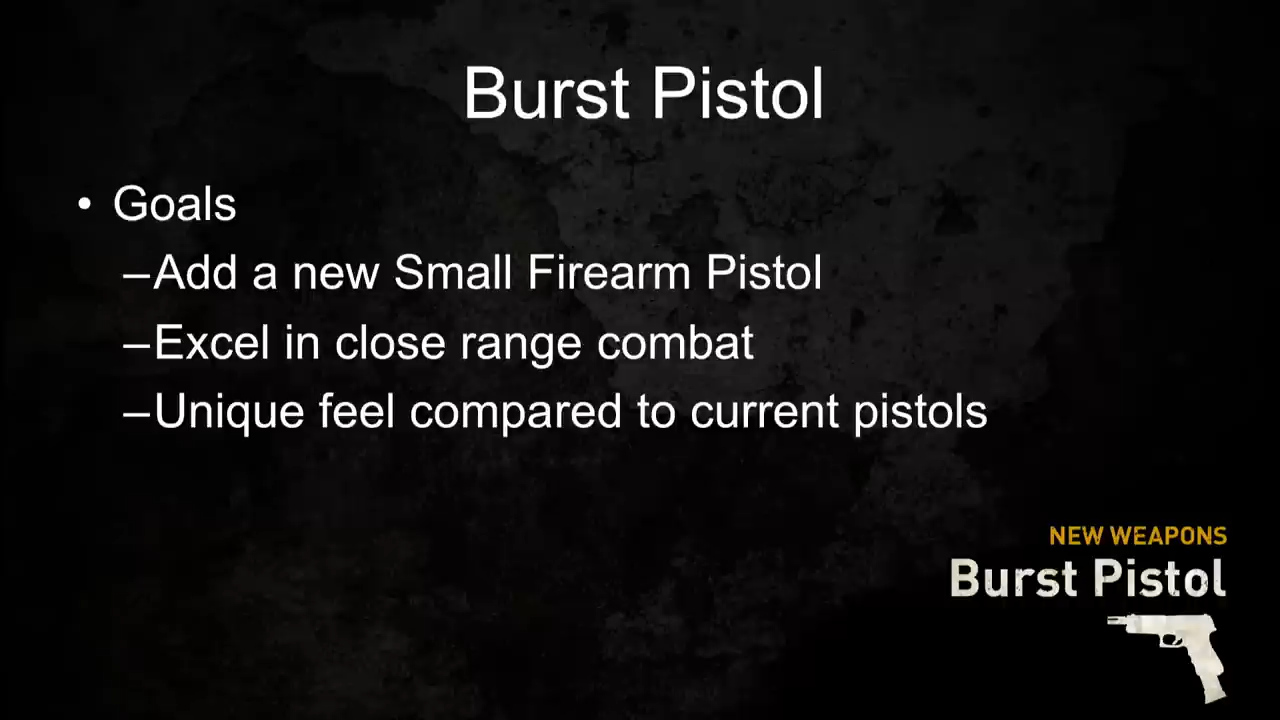 Burst Pistol
• Goals
–Add a new Small Firearm Pistol
–Excel in close range combat
–Unique feel compared to current pistols
NEW WEAPONS
Burst Pistol